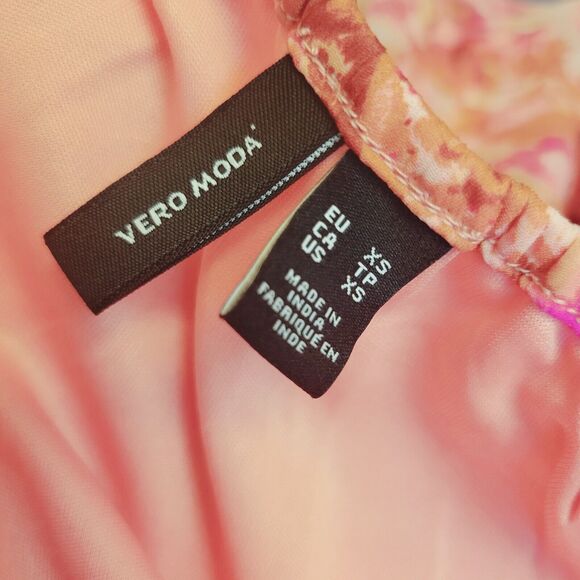 VERO MODA
EU XS
CA TP
US XS
MADE IN
INDIA
FABRIQUÉ EN
INDE